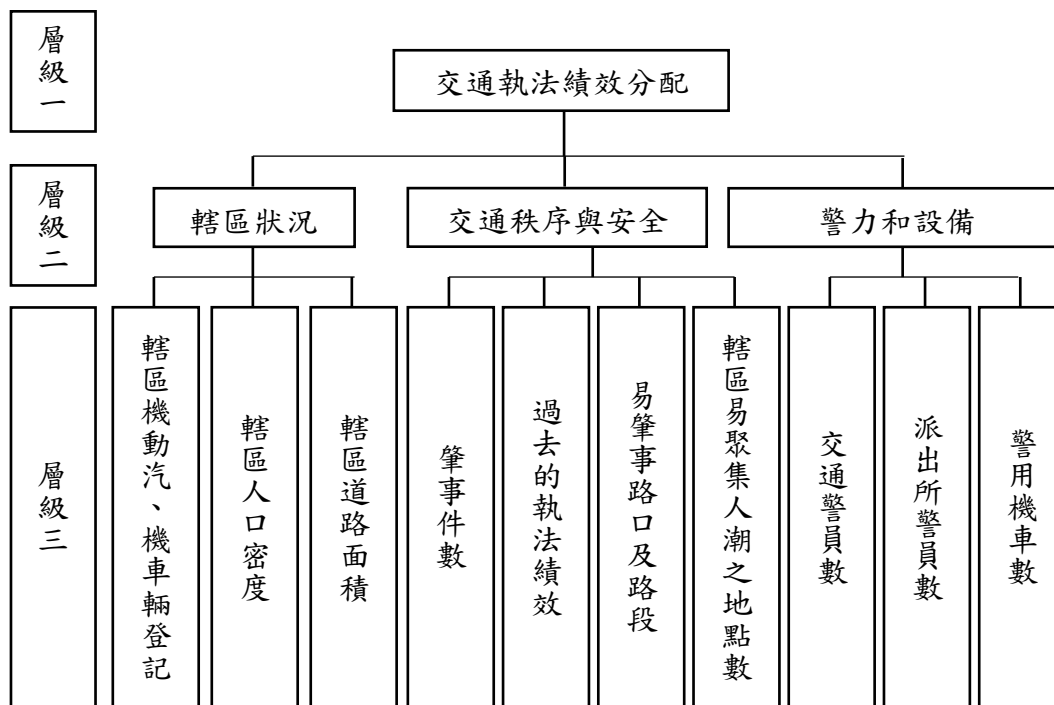 層級一
交通執法績效分配
層級二
轄區狀況
交通秩序與安全
警力和設備
層級三
轄區機動汽、機車輛登記
轄區人口密度
轄區道路面積
肇事件數
過去的執法績效
易肇事路口及路段
轄區易聚集人潮之地點數
交通警員數
派出所警員數
警用機車數